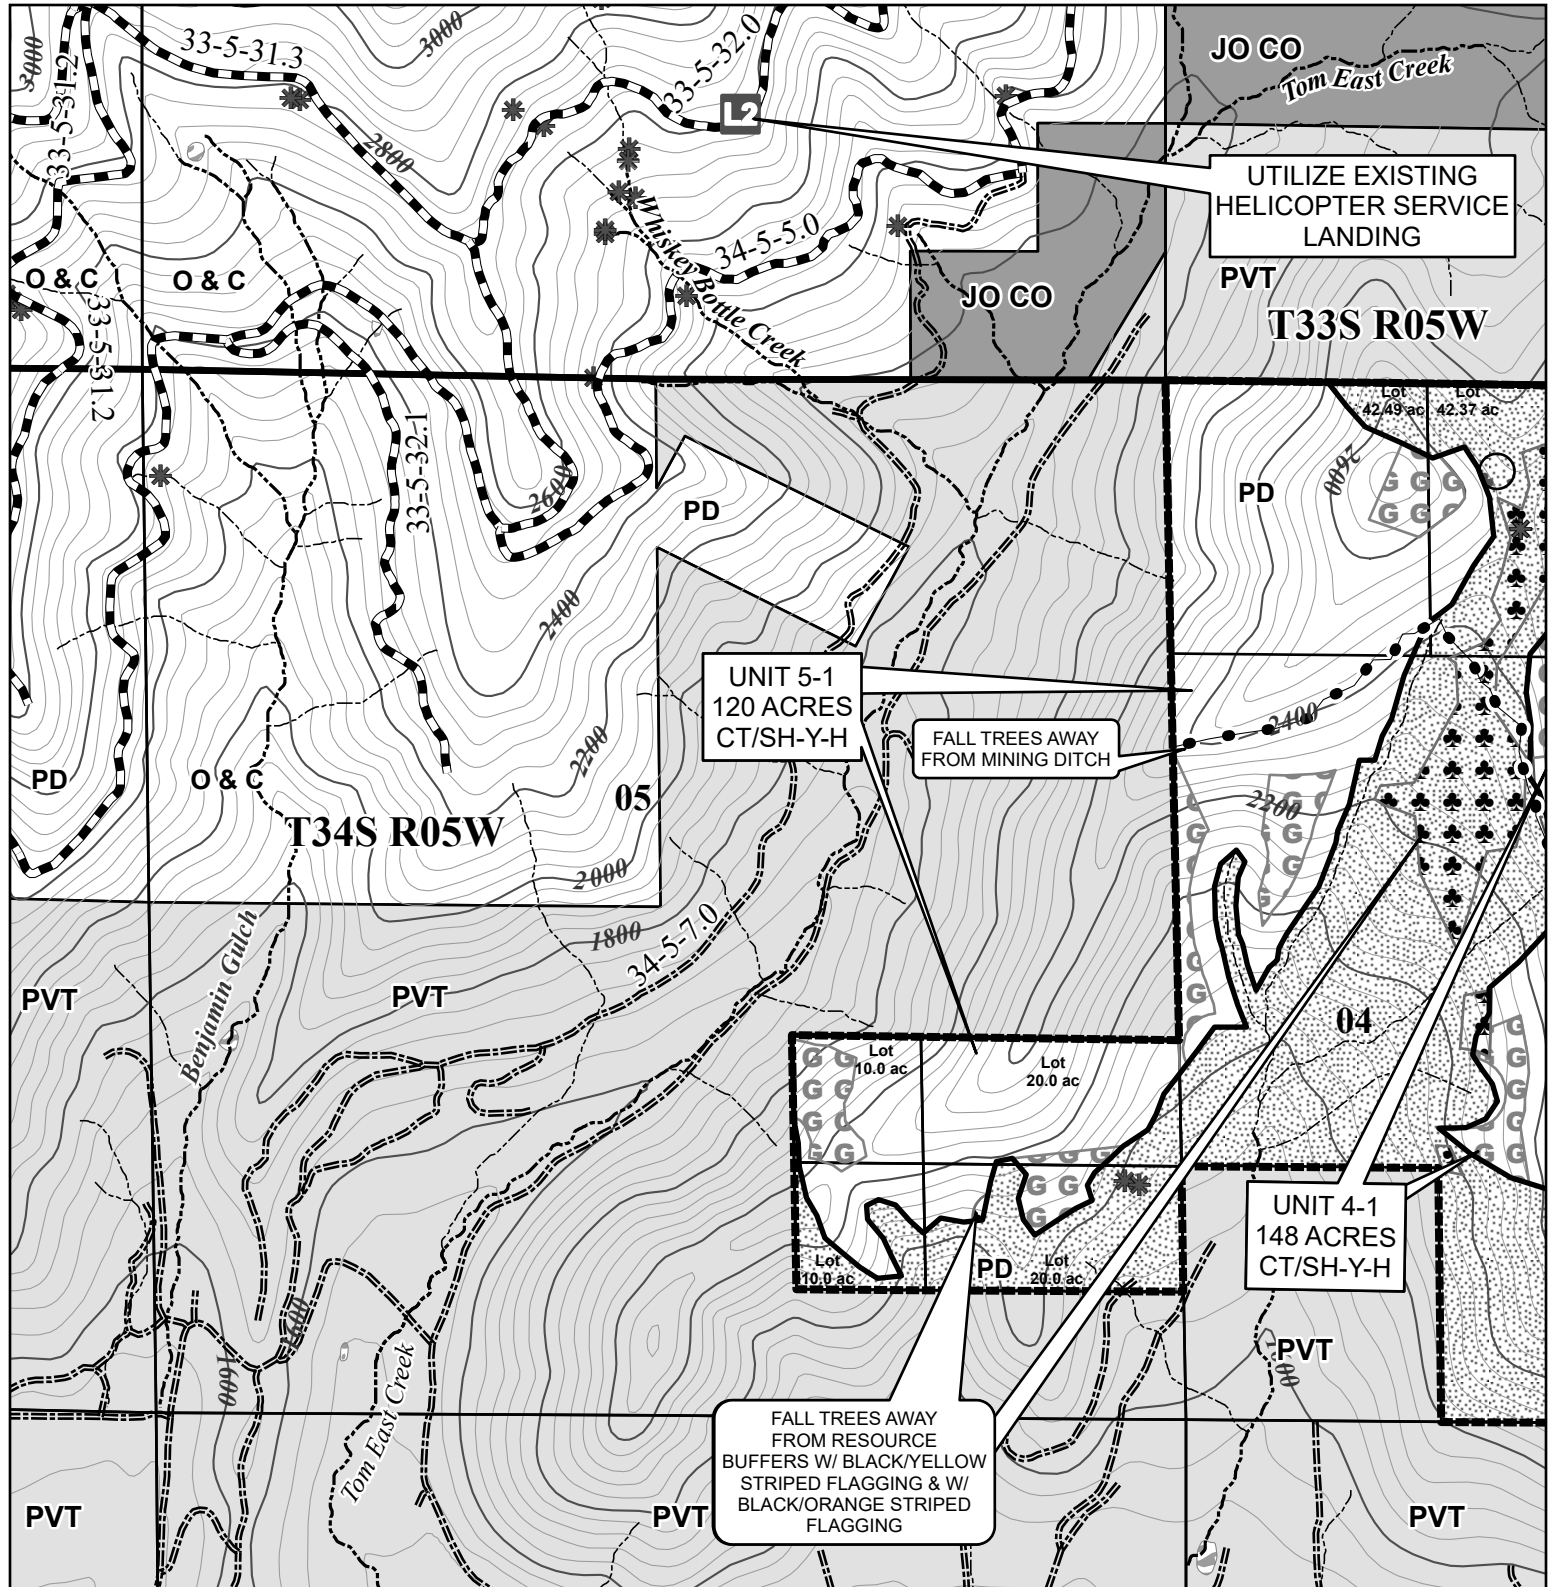 3000
33-5-31.2
33-5-31.3
3000
33-5-32.0
L2
JO CO
Tom East Creek
2800
UTILIZE EXISTING
HELICOPTER SERVICE
LANDING
Whiskey Bottle Creek
34-5-5.0
O & C
O & C
33-5-31.2
JO CO
PVT
T33S R05W
Lot
42.49 ac
Lot
42.37 ac
33-5-32.1
2600
PD
PD
2600
G G G
G G G
2400
UNIT 5-1
120 ACRES
CT/SH-Y-H
2400
FALL TREES AWAY
FROM MINING DITCH
2200
PD
O & C
05
T34S R05W
2200
G
G
G
G
G
2000
1800
34-5-7.0
Benjamin Gulch
PVT
PVT
G
G
04
Lot
10.0 ac
Lot
20.0 ac
G G
G G
G G
G G
G G G
G G
G
G
G
G
G G
UNIT 4-1
148 ACRES
CT/SH-Y-H
Lot
10.0 ac
PD
Lot
20.0 ac
1600
1600
PVT
Tom East Creek
FALL TREES AWAY
FROM RESOURCE
BUFFERS W/ BLACK/YELLOW
STRIPED FLAGGING & W/
BLACK/ORANGE STRIPED
FLAGGING
PVT
PVT
PVT